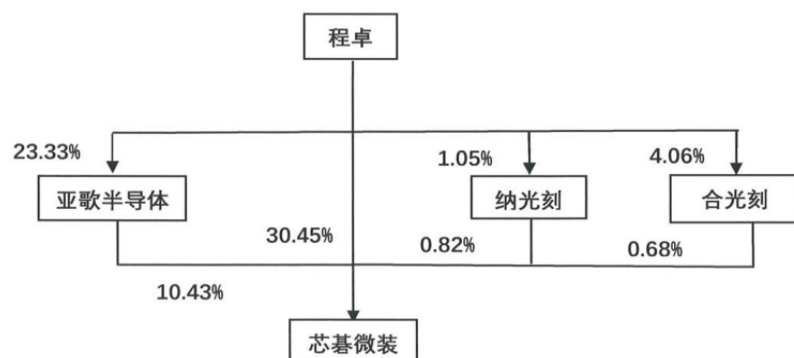 程卓
23.33%
1.05%
4.06%
亚歌半导体
纳光刻
合光刻
30.45%
0.82%
0.68%
10.43%
芯碁微装